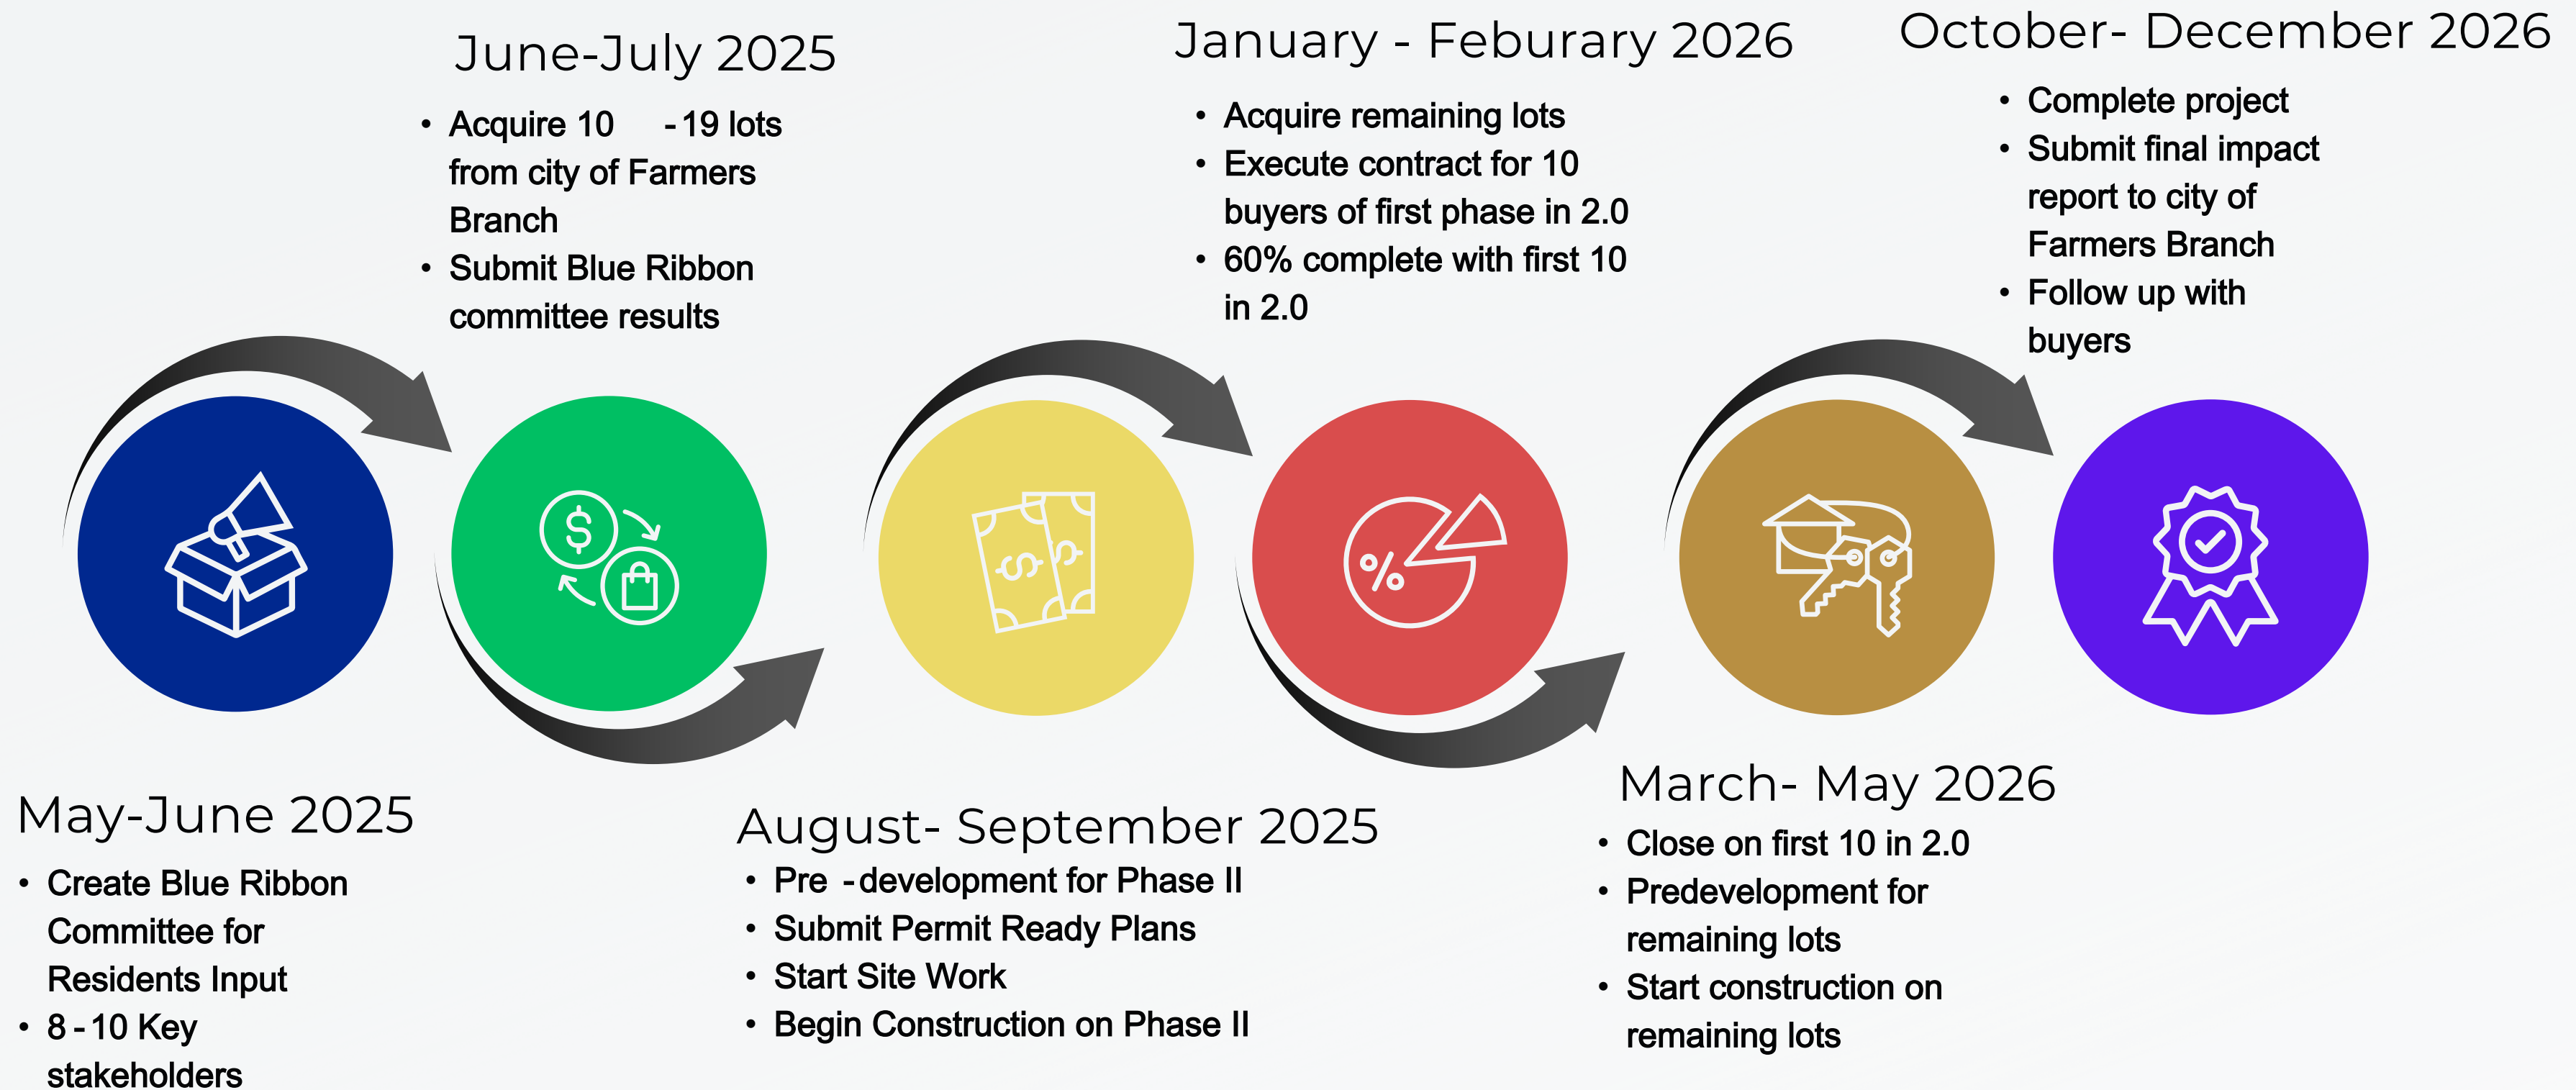 May-June 2025
• Create Blue Ribbon
Committee for
Residents Input
• 8 - 10 Key
stakeholders
June-July 2025
• Acquire 10 - 19 lots
from city of Farmers
Branch
• Submit Blue Ribbon
committee results
$
August- September 2025
• Pre - development for Phase II
• Submit Permit Ready Plans
• Start Site Work
• Begin Construction on Phase II
$ $
January - Feburary 2026
• Acquire remaining lots
• Execute contract for 10
buyers of first phase in 2.0
• 60% complete with first 10
in 2.0
%
March- May 2026
• Close on first 10 in 2.0
• Predevelopment for
remaining lots
• Start construction on
remaining lots
October- December 2026
• Complete project
• Submit final impact
report to city of
Farmers Branch
• Follow up with
buyers